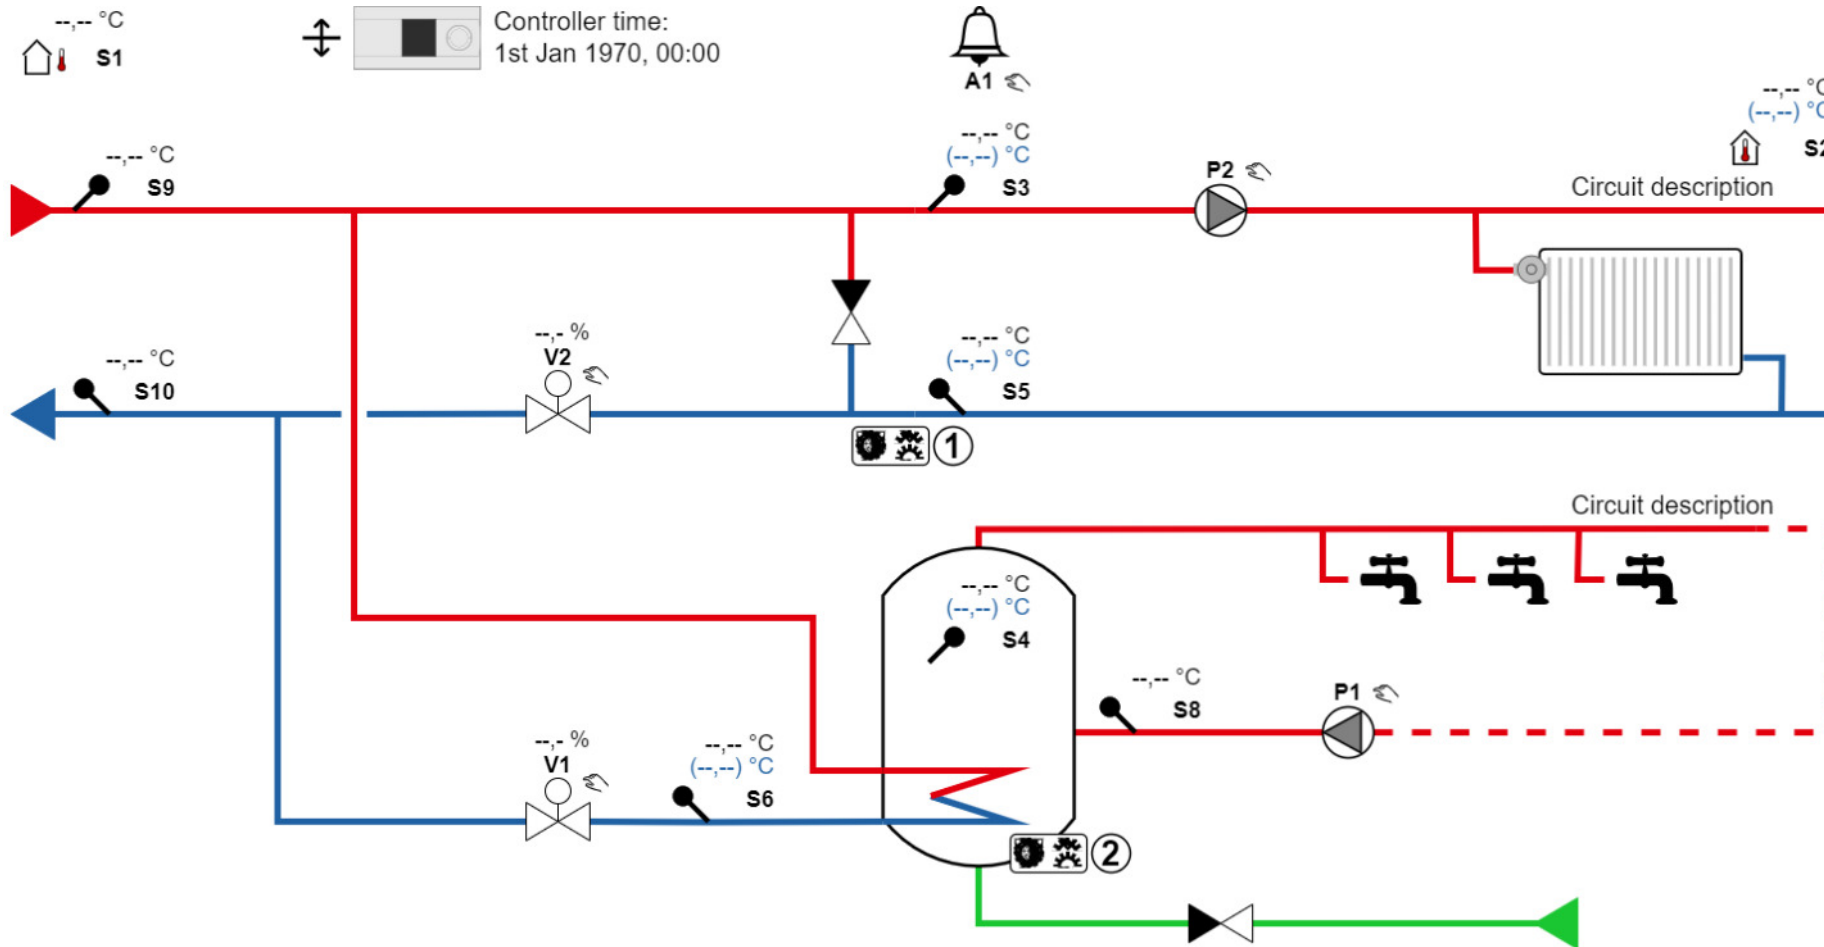 --,-- °C
S1
Controller time:
1st Jan 1970, 00:00
A1
--,-- °C
(--,--) °C
S2
--,-- °C
S9
--,-- °C
(--,--) °C
S3
P2
Circuit description
--,-- °C
S10
--,- %
V2
--,-- °C
(--,--) °C
S5
1
Circuit description
--,-- °C
(--,--) °C
S4
--,-- °C
S8
P1
--,- %
V1
--,-- °C
(--,--) °C
S6
2